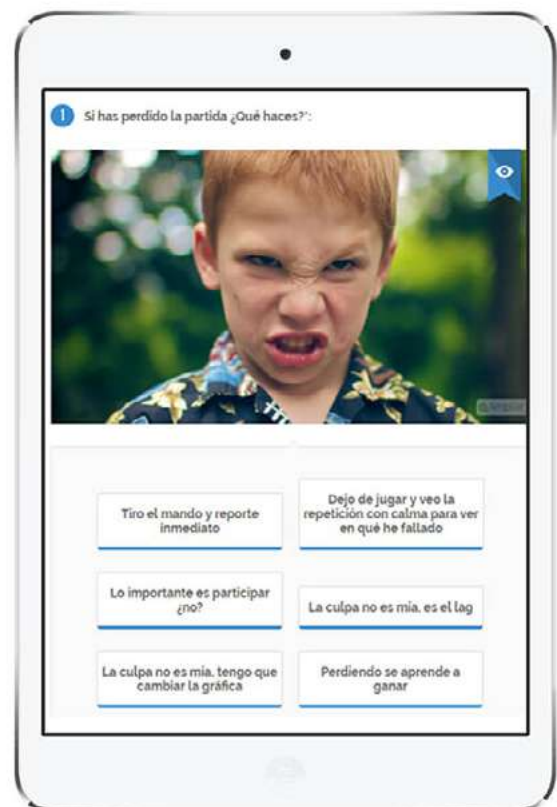 1 Si has perdido la partida ¿Qué haces?':
Tiro el mando y reporte
inmediato
Dejo de jugar y veo la
repetición con calma para ver
en qué he fallado
Lo importante es participar
¿no?
La culpa no es mía, es el lag
La culpa no es mía, tengo que
cambiar la gráfica
Perdiendo se aprende a
ganar